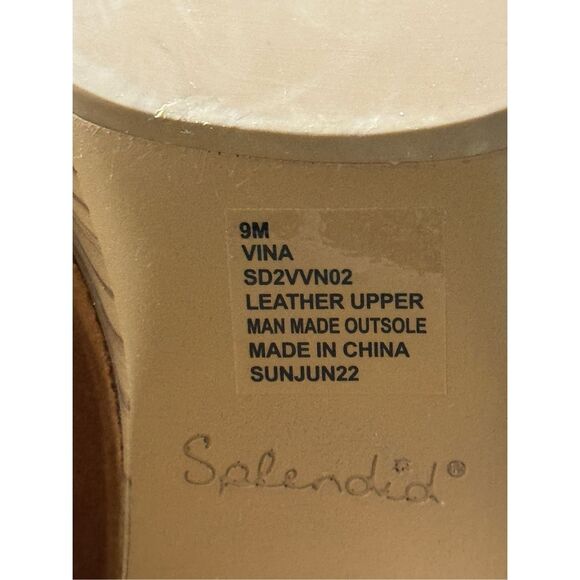 9M
VINA
SD2VVN02
LEATHER UPPER
MAN MADE OUTSOLE
MADE IN CHINA
SUNJUN22
Splendid®